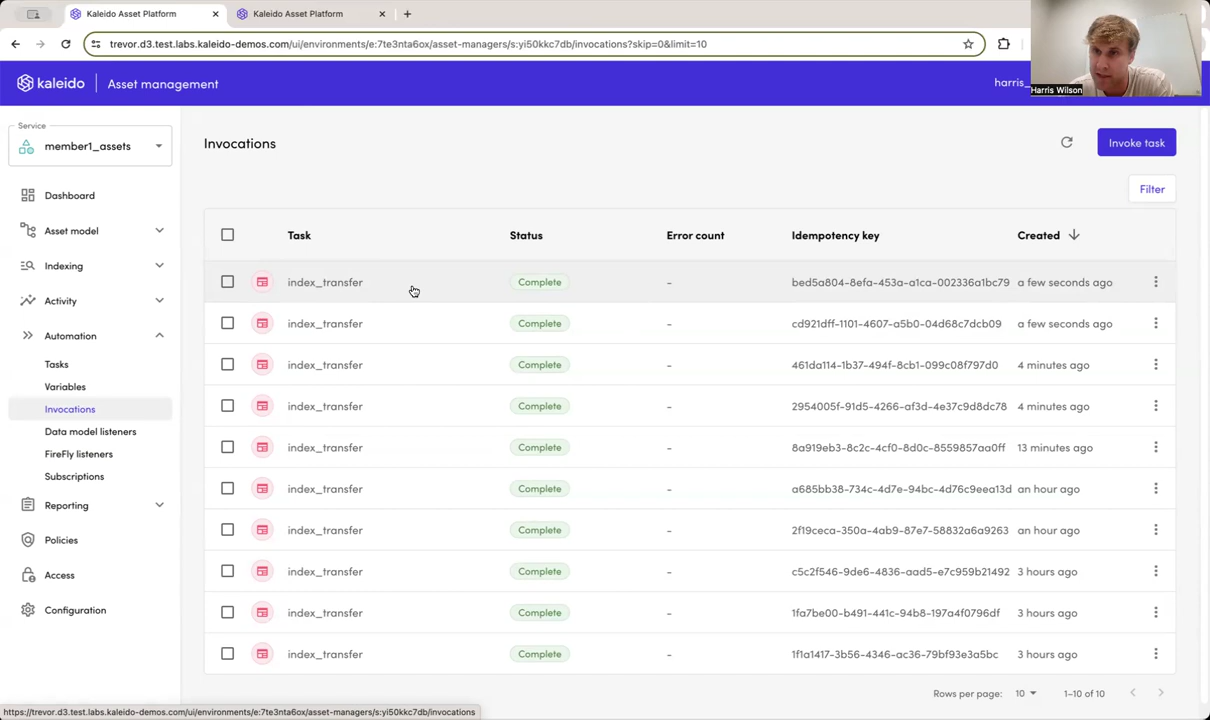 Kaleido Asset Platform
Kaleido Asset Platform
trevor.d3.test.labs.kaleido-demos.com/ui/environments/e:7te3nta6ox/asset-managers/s:yi50kkc7db/invocations?skip=0&limit=10
kaleido
Asset management
harris_
Harris Wilson
Service
member1_assets
Dashboard
Asset model
Indexing
Activity
Automation
Tasks
Variables
Invocations
Data model listeners
FireFly listeners
Subscriptions
Reporting
Policies
Access
Configuration
Invocations
Invoke task
Filter
Task Status Error count Idempotency key Created
index_transfer Complete - bed5a804-8efa-453a-a1ca-002336a1bc79 a few seconds ago
index_transfer Complete - cd921dff-1101-4607-a5b0-04d68c7dcb09 a few seconds ago
index_transfer Complete - 461da114-1b37-494f-8cb1-099c08f797d0 4 minutes ago
index_transfer Complete - 2954005f-91d5-4266-af3d-4e37c9d8dc78 4 minutes ago
index_transfer Complete - 8a919eb3-8c2c-4cf0-8d0c-8559857aa0ff 13 minutes ago
index_transfer Complete - a685bb38-734c-4d7e-94bc-4d76c9eea13d an hour ago
index_transfer Complete - 2f19ceca-350a-4ab9-87e7-58832a6a9263 an hour ago
index_transfer Complete - c5c2f546-9de6-4836-aad5-e7c959b21492 3 hours ago
index_transfer Complete - 1fa7be00-b491-441c-94b8-197a4f0796df 3 hours ago
index_transfer Complete - 1f1a1417-3b56-4346-ac36-79bf93e3a5bc 3 hours ago
Rows per page: 10 1-10 of 10
https://trevor.d3.test.labs.kaleido-demos.com/ui/environments/e:7te3nta6ox/asset-managers/s:yi50kkc7db/invocations